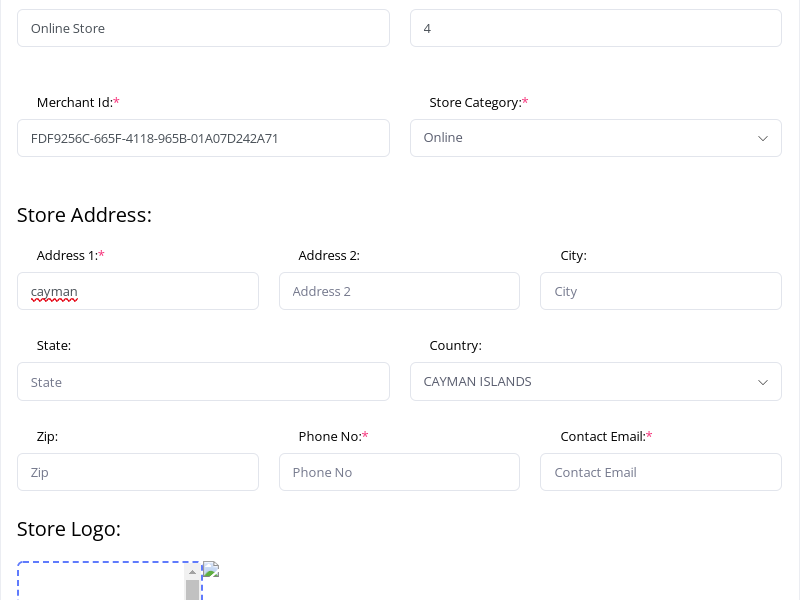 Online Store 4
Merchant Id:* Store Category:*
FDF9256C-665F-4118-965B-01A07D242A71 Online
Store Address:
Address 1:* Address 2: City:
cayman Address 2 City
State: Country:
State CAYMAN ISLANDS
Zip: Phone No:* Contact Email:*
Zip Phone No Contact Email
Store Logo: